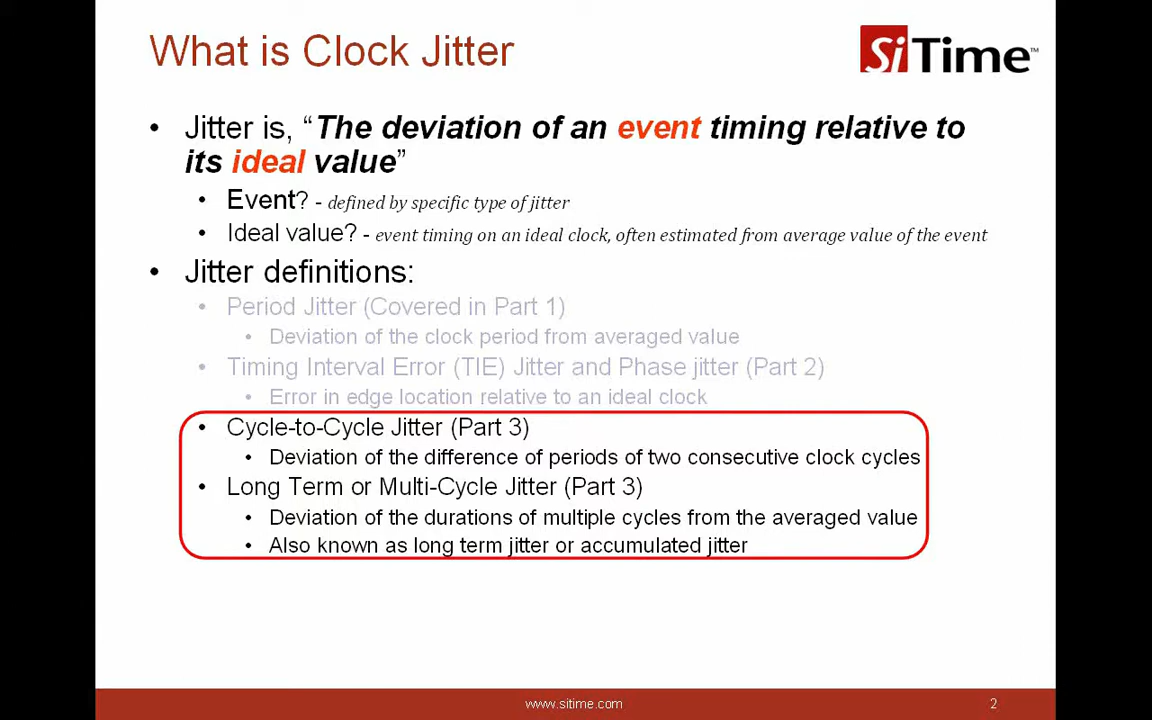 What is Clock Jitter
SiTime™
• Jitter is, “The deviation of an event timing relative to
its ideal value”
• Event? - defined by specific type of jitter
• Ideal value? - event timing on an ideal clock, often estimated from average value of the event
• Jitter definitions:
• Period Jitter (Covered in Part 1)
• Deviation of the clock period from averaged value
• Timing Interval Error (TIE) Jitter and Phase jitter (Part 2)
• Error in edge location relative to an ideal clock
• Cycle-to-Cycle Jitter (Part 3)
• Deviation of the difference of periods of two consecutive clock cycles
• Long Term or Multi-Cycle Jitter (Part 3)
• Deviation of the durations of multiple cycles from the averaged value
• Also known as long term jitter or accumulated jitter
www.sitime.com
2